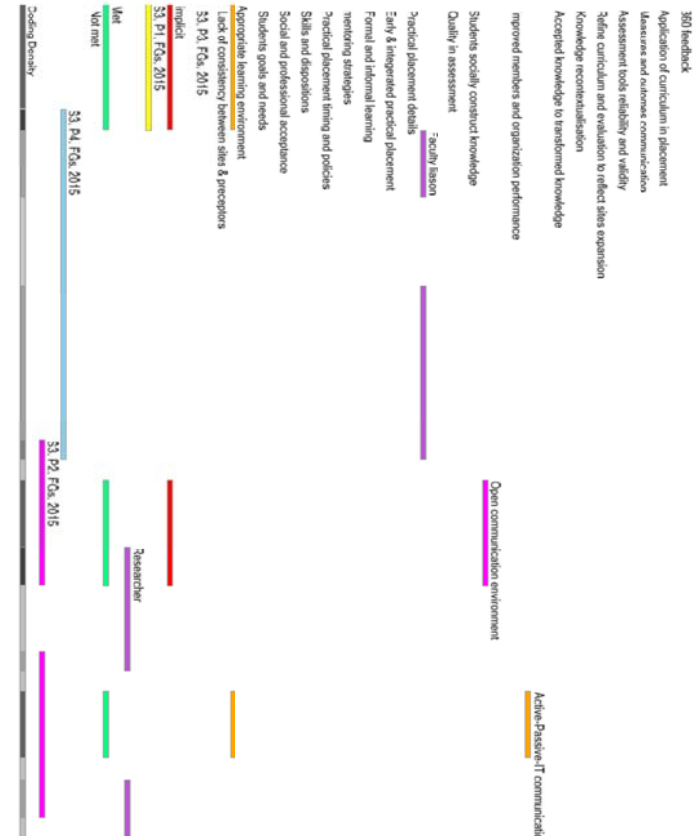 360 feedback
Application of curriculum in placement
Measures and outcomes communication
Assessment tools reliability and validity
Refine curriculum and evaluation to reflect sites expansion
Knowledge recontextualisation
Accepted knowledge to transformed knowledge
Active-Passive-IT communicatio
mproved members and organization performance
Open communication environment
Students socially construct knowledge
Quality in assessment
Faculty liason
Practical placement details
Early & integerated practical placement
Formal and informal learning
mentoring strategies
Practical placement timing and policies
Skills and dispositions
Social and professional acceptance
Students goals and needs
Appropriate learning environment
Lack of consistency between sites & preceptors
S3, P3, FGs, 2015
implicit
S3, P1, FGs, 2015
Researcher
Met
Not met
S3, P4, FGs, 2015
S3, P2, FGs, 2015
Coding Density